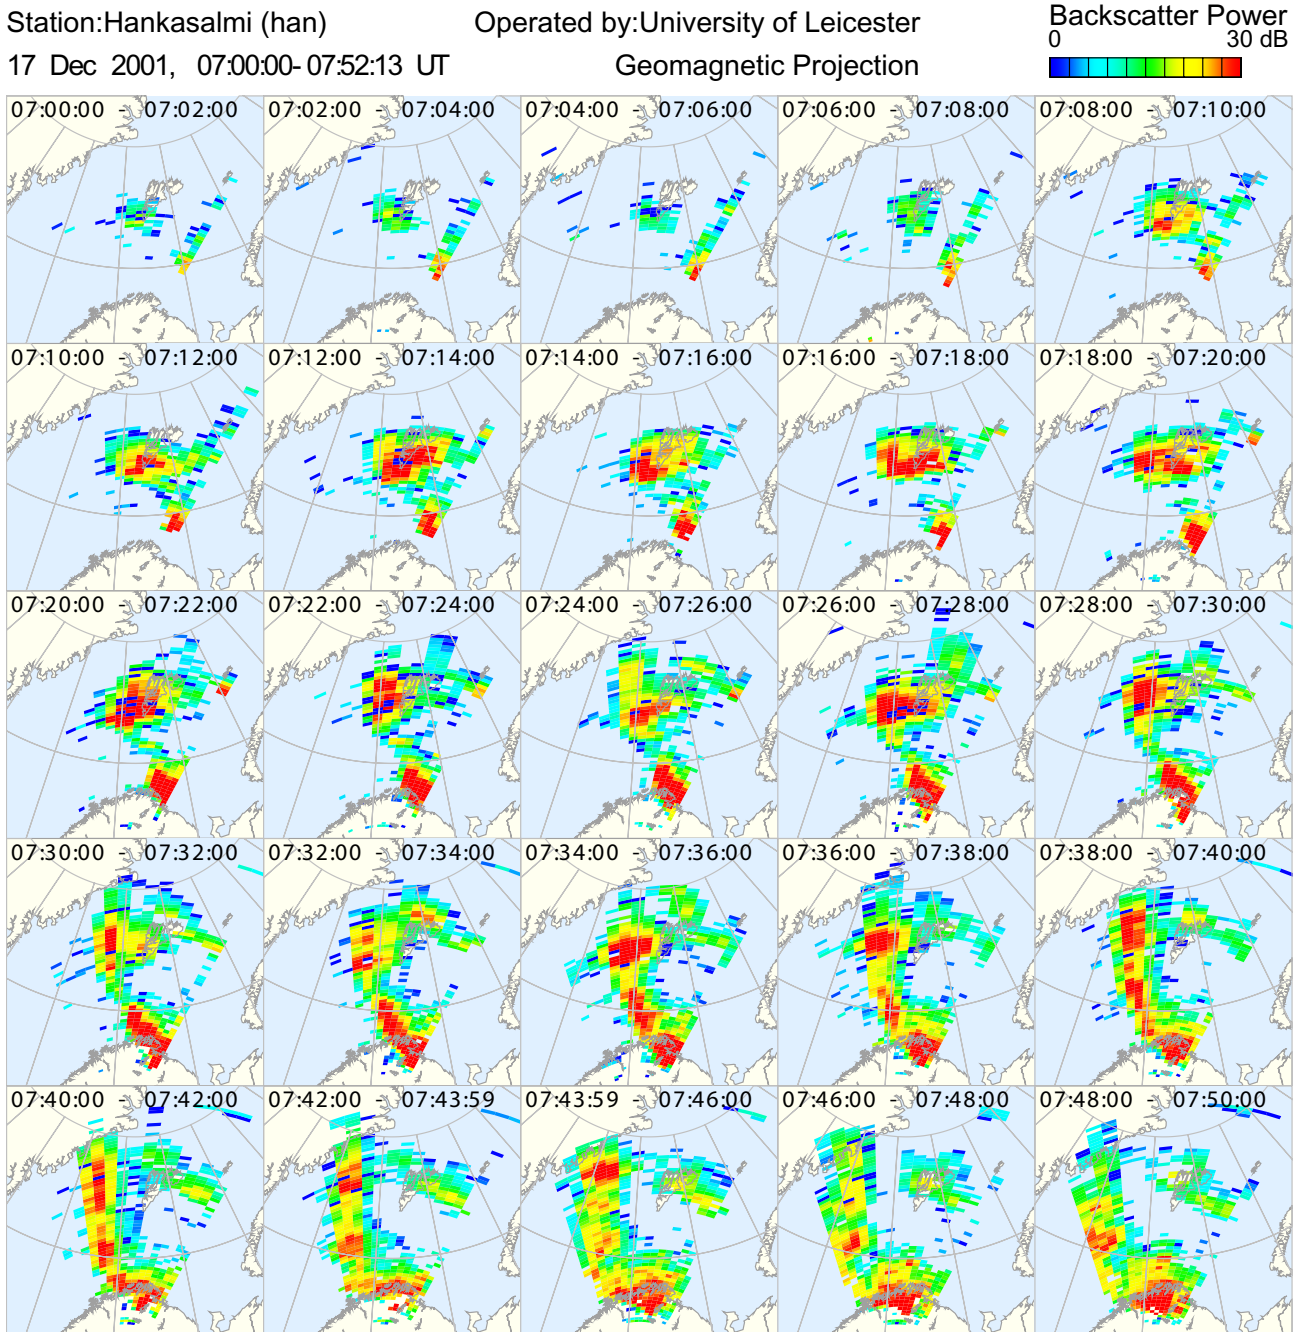 Station:Hankasalmi (han) Operated by:University of Leicester Backscatter Power
0 30 dB
17 Dec 2001, 07:00:00-07:52:13 UT Geomagnetic Projection
07:00:00 - 07:02:00 07:02:00 - 07:04:00 07:04:00 - 07:06:00 07:06:00 - 07:08:00 07:08:00 - 07:10:00
07:10:00 - 07:12:00 07:12:00 - 07:14:00 07:14:00 - 07:16:00 07:16:00 - 07:18:00 07:18:00 - 07:20:00
07:20:00 - 07:22:00 07:22:00 - 07:24:00 07:24:00 - 07:26:00 07:26:00 - 07:28:00 07:28:00 - 07:30:00
07:30:00 - 07:32:00 07:32:00 - 07:34:00 07:34:00 - 07:36:00 07:36:00 - 07:38:00 07:38:00 - 07:40:00
07:40:00 - 07:42:00 07:42:00 - 07:43:59 07:43:59 - 07:46:00 07:46:00 - 07:48:00 07:48:00 - 07:50:00